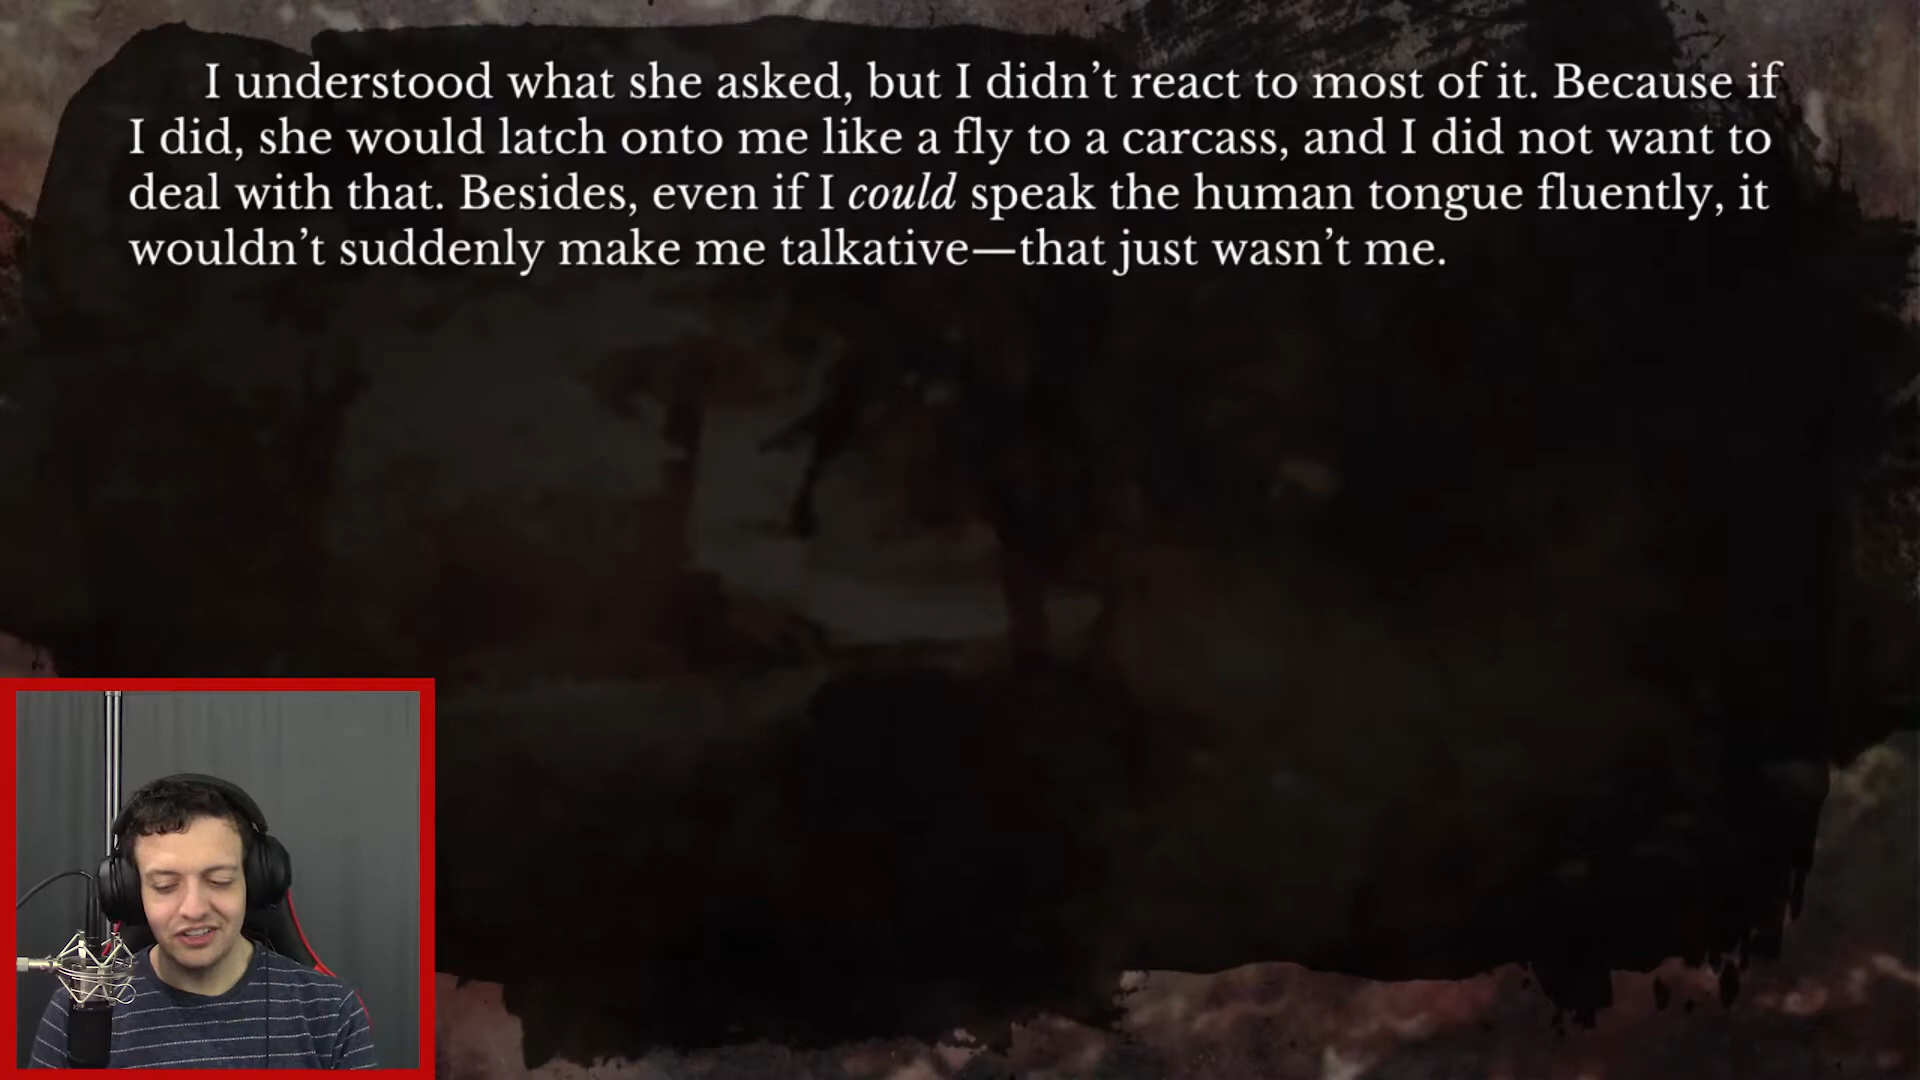 I understood what she asked, but I didn’t react to most of it. Because if
I did, she would latch onto me like a fly to a carcass, and I did not want to
deal with that. Besides, even if I could speak the human tongue fluently, it
wouldn’t suddenly make me talkative—that just wasn’t me.